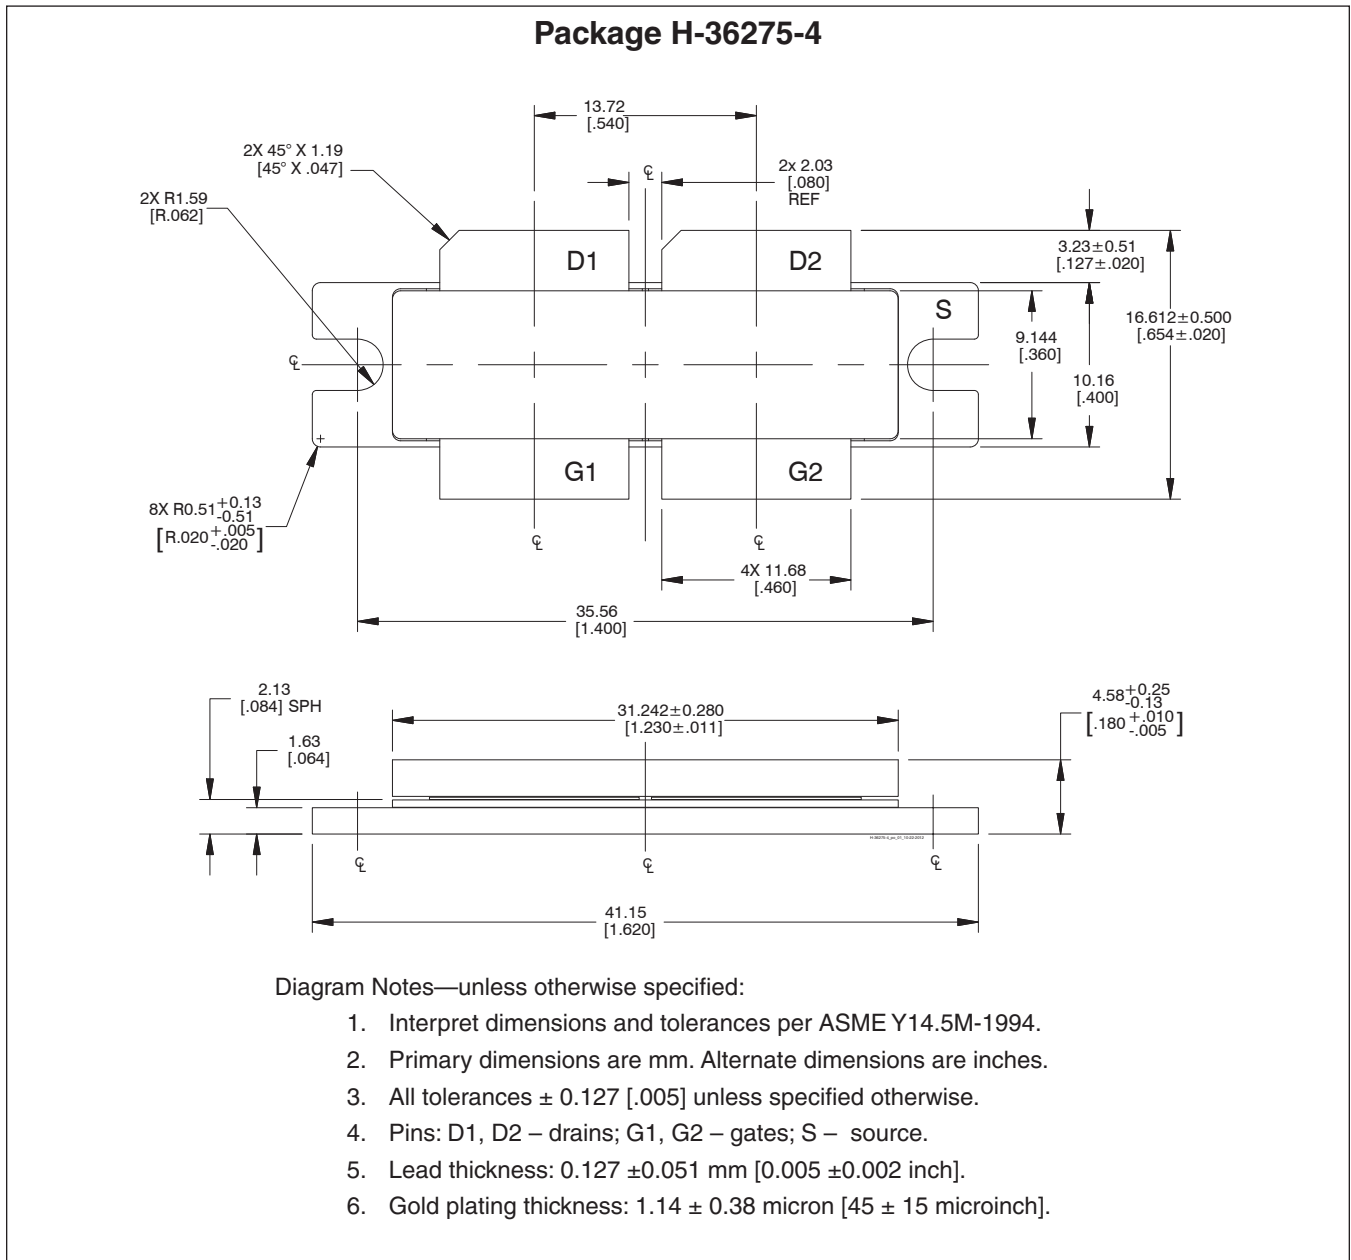 Package H-36275-4
13.72
[.540]
2X 45° X 1.19
[45° X .047]
℄
2x 2.03
[.080]
REF
2X R1.59
[R.062]
D1
D2
3.23±0.51
[.127±.020]
S
16.612±0.500
[.654±.020]
9.144
[.360]
℄
10.16
[.400]
G1
G2
8X R0.51+0.13
-0.51
[R.020+.005
-.020]
℄
℄
4X 11.68
[.460]
35.56
[1.400]
2.13
[.084] SPH
31.242±0.280
[1.230±.011]
4.58+0.25
-0.13
[.180+.010
-.005]
1.63
[.064]
℄
℄
℄
41.15
[1.620]
Diagram Notes—unless otherwise specified:
1. Interpret dimensions and tolerances per ASME Y14.5M-1994.
2. Primary dimensions are mm. Alternate dimensions are inches.
3. All tolerances ± 0.127 [.005] unless specified otherwise.
4. Pins: D1, D2 – drains; G1, G2 – gates; S – source.
5. Lead thickness: 0.127 ±0.051 mm [0.005 ±0.002 inch].
6. Gold plating thickness: 1.14 ± 0.38 micron [45 ± 15 microinch].